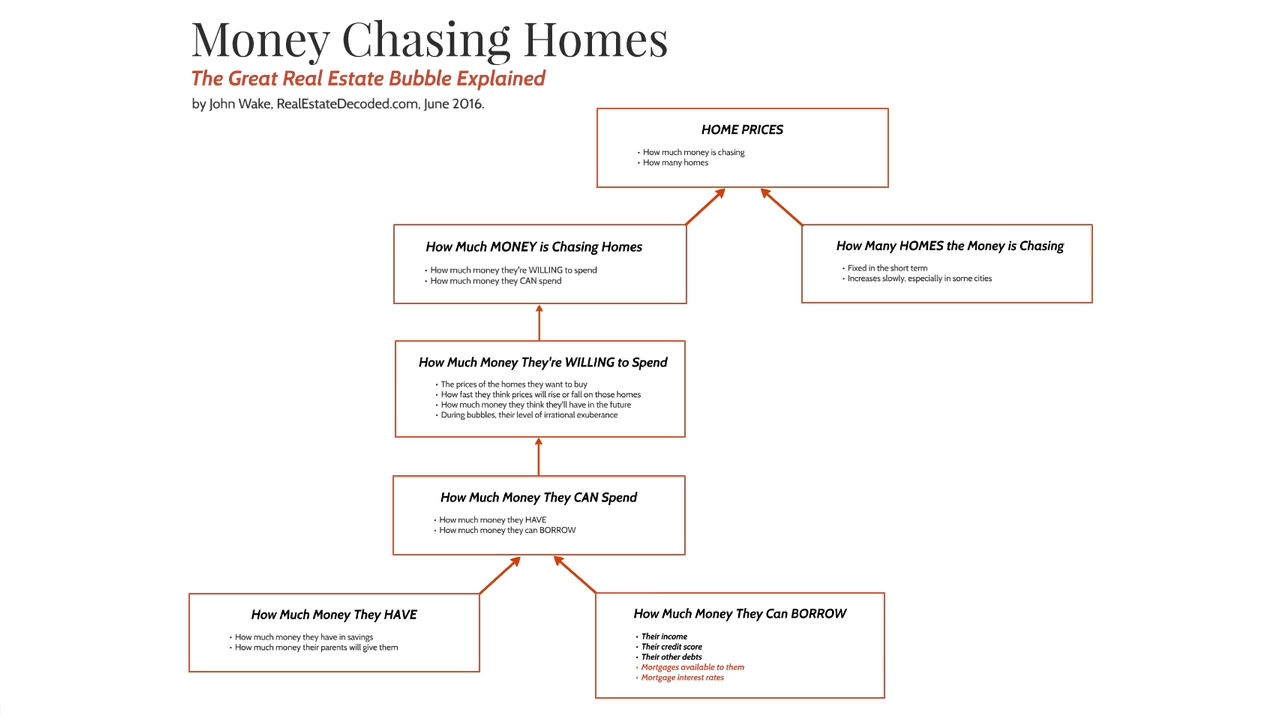 Money Chasing Homes
The Great Real Estate Bubble Explained
by John Wake, RealEstateDecoded.com, June 2016.
HOME PRICES
• How much money is chasing
• How many homes
How Much MONEY is Chasing Homes
• How much money they're WILLING to spend
• How much money they CAN spend
How Many HOMES the Money is Chasing
• Fixed in the short term
• Increases slowly, especially in some cities
How Much Money They're WILLING to Spend
• The prices of the homes they want to buy
• How fast they think prices will rise or fall on those homes
• How much money they think they'll have in the future
• During bubbles, their level of irrational exuberance
How Much Money They CAN Spend
• How much money they HAVE
• How much money they can BORROW
How Much Money They HAVE
• How much money they have in savings
• How much money their parents will give them
How Much Money They Can BORROW
• Their income
• Their credit score
• Their other debts
• Mortgages available to them
• Mortgage interest rates